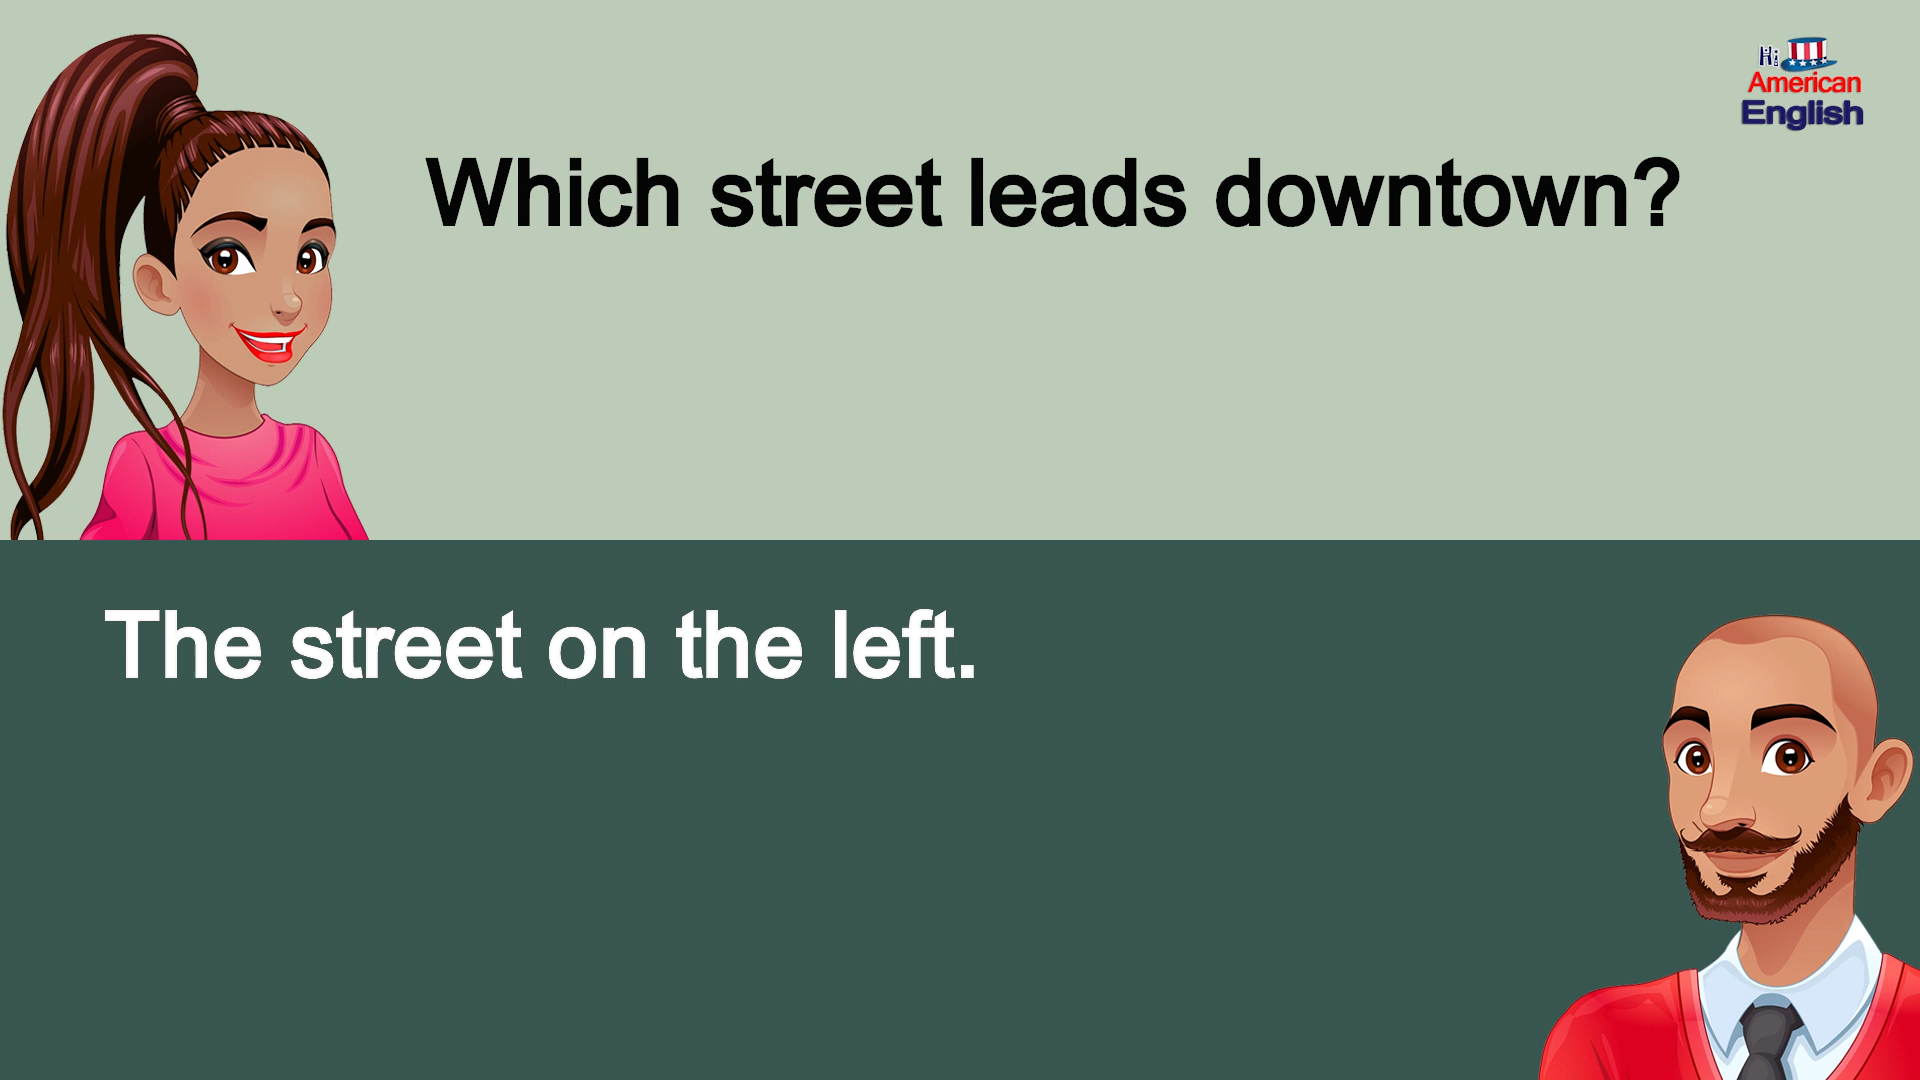 Hi
American
English
Which street leads downtown?
The street on the left.